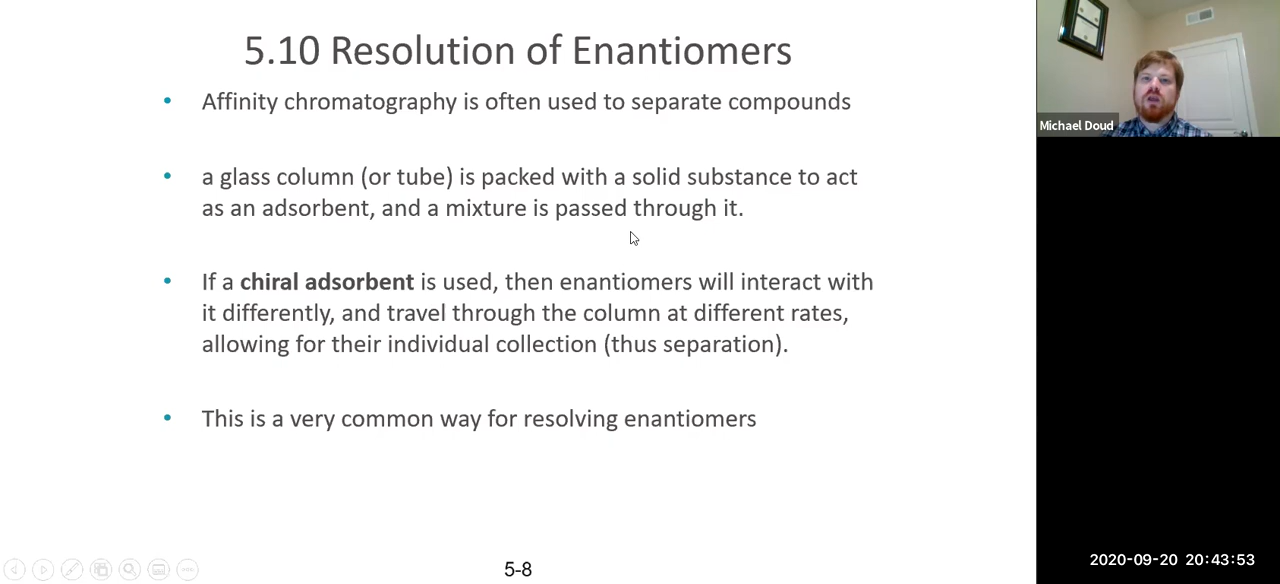 5.10 Resolution of Enantiomers
• Affinity chromatography is often used to separate compounds
• a glass column (or tube) is packed with a solid substance to act
as an adsorbent, and a mixture is passed through it.
• If a chiral adsorbent is used, then enantiomers will interact with
it differently, and travel through the column at different rates,
allowing for their individual collection (thus separation).
• This is a very common way for resolving enantiomers
5-8
Michael Doud
2020-09-20 20:43:53